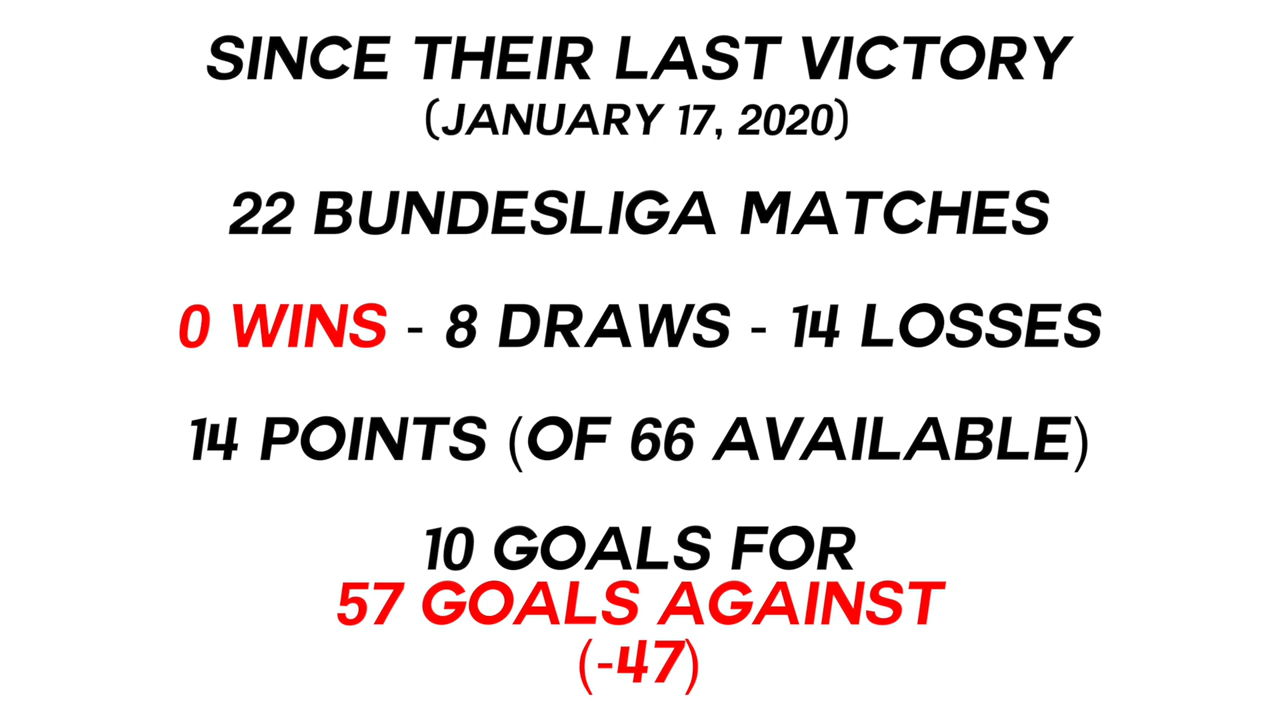 SINCE THEIR LAST VICTORY
(JANUARY 17, 2020)
22 BUNDESLIGA MATCHES
0 WINS - 8 DRAWS - 14 LOSSES
14 POINTS (OF 66 AVAILABLE)
10 GOALS FOR
57 GOALS AGAINST
(-47)